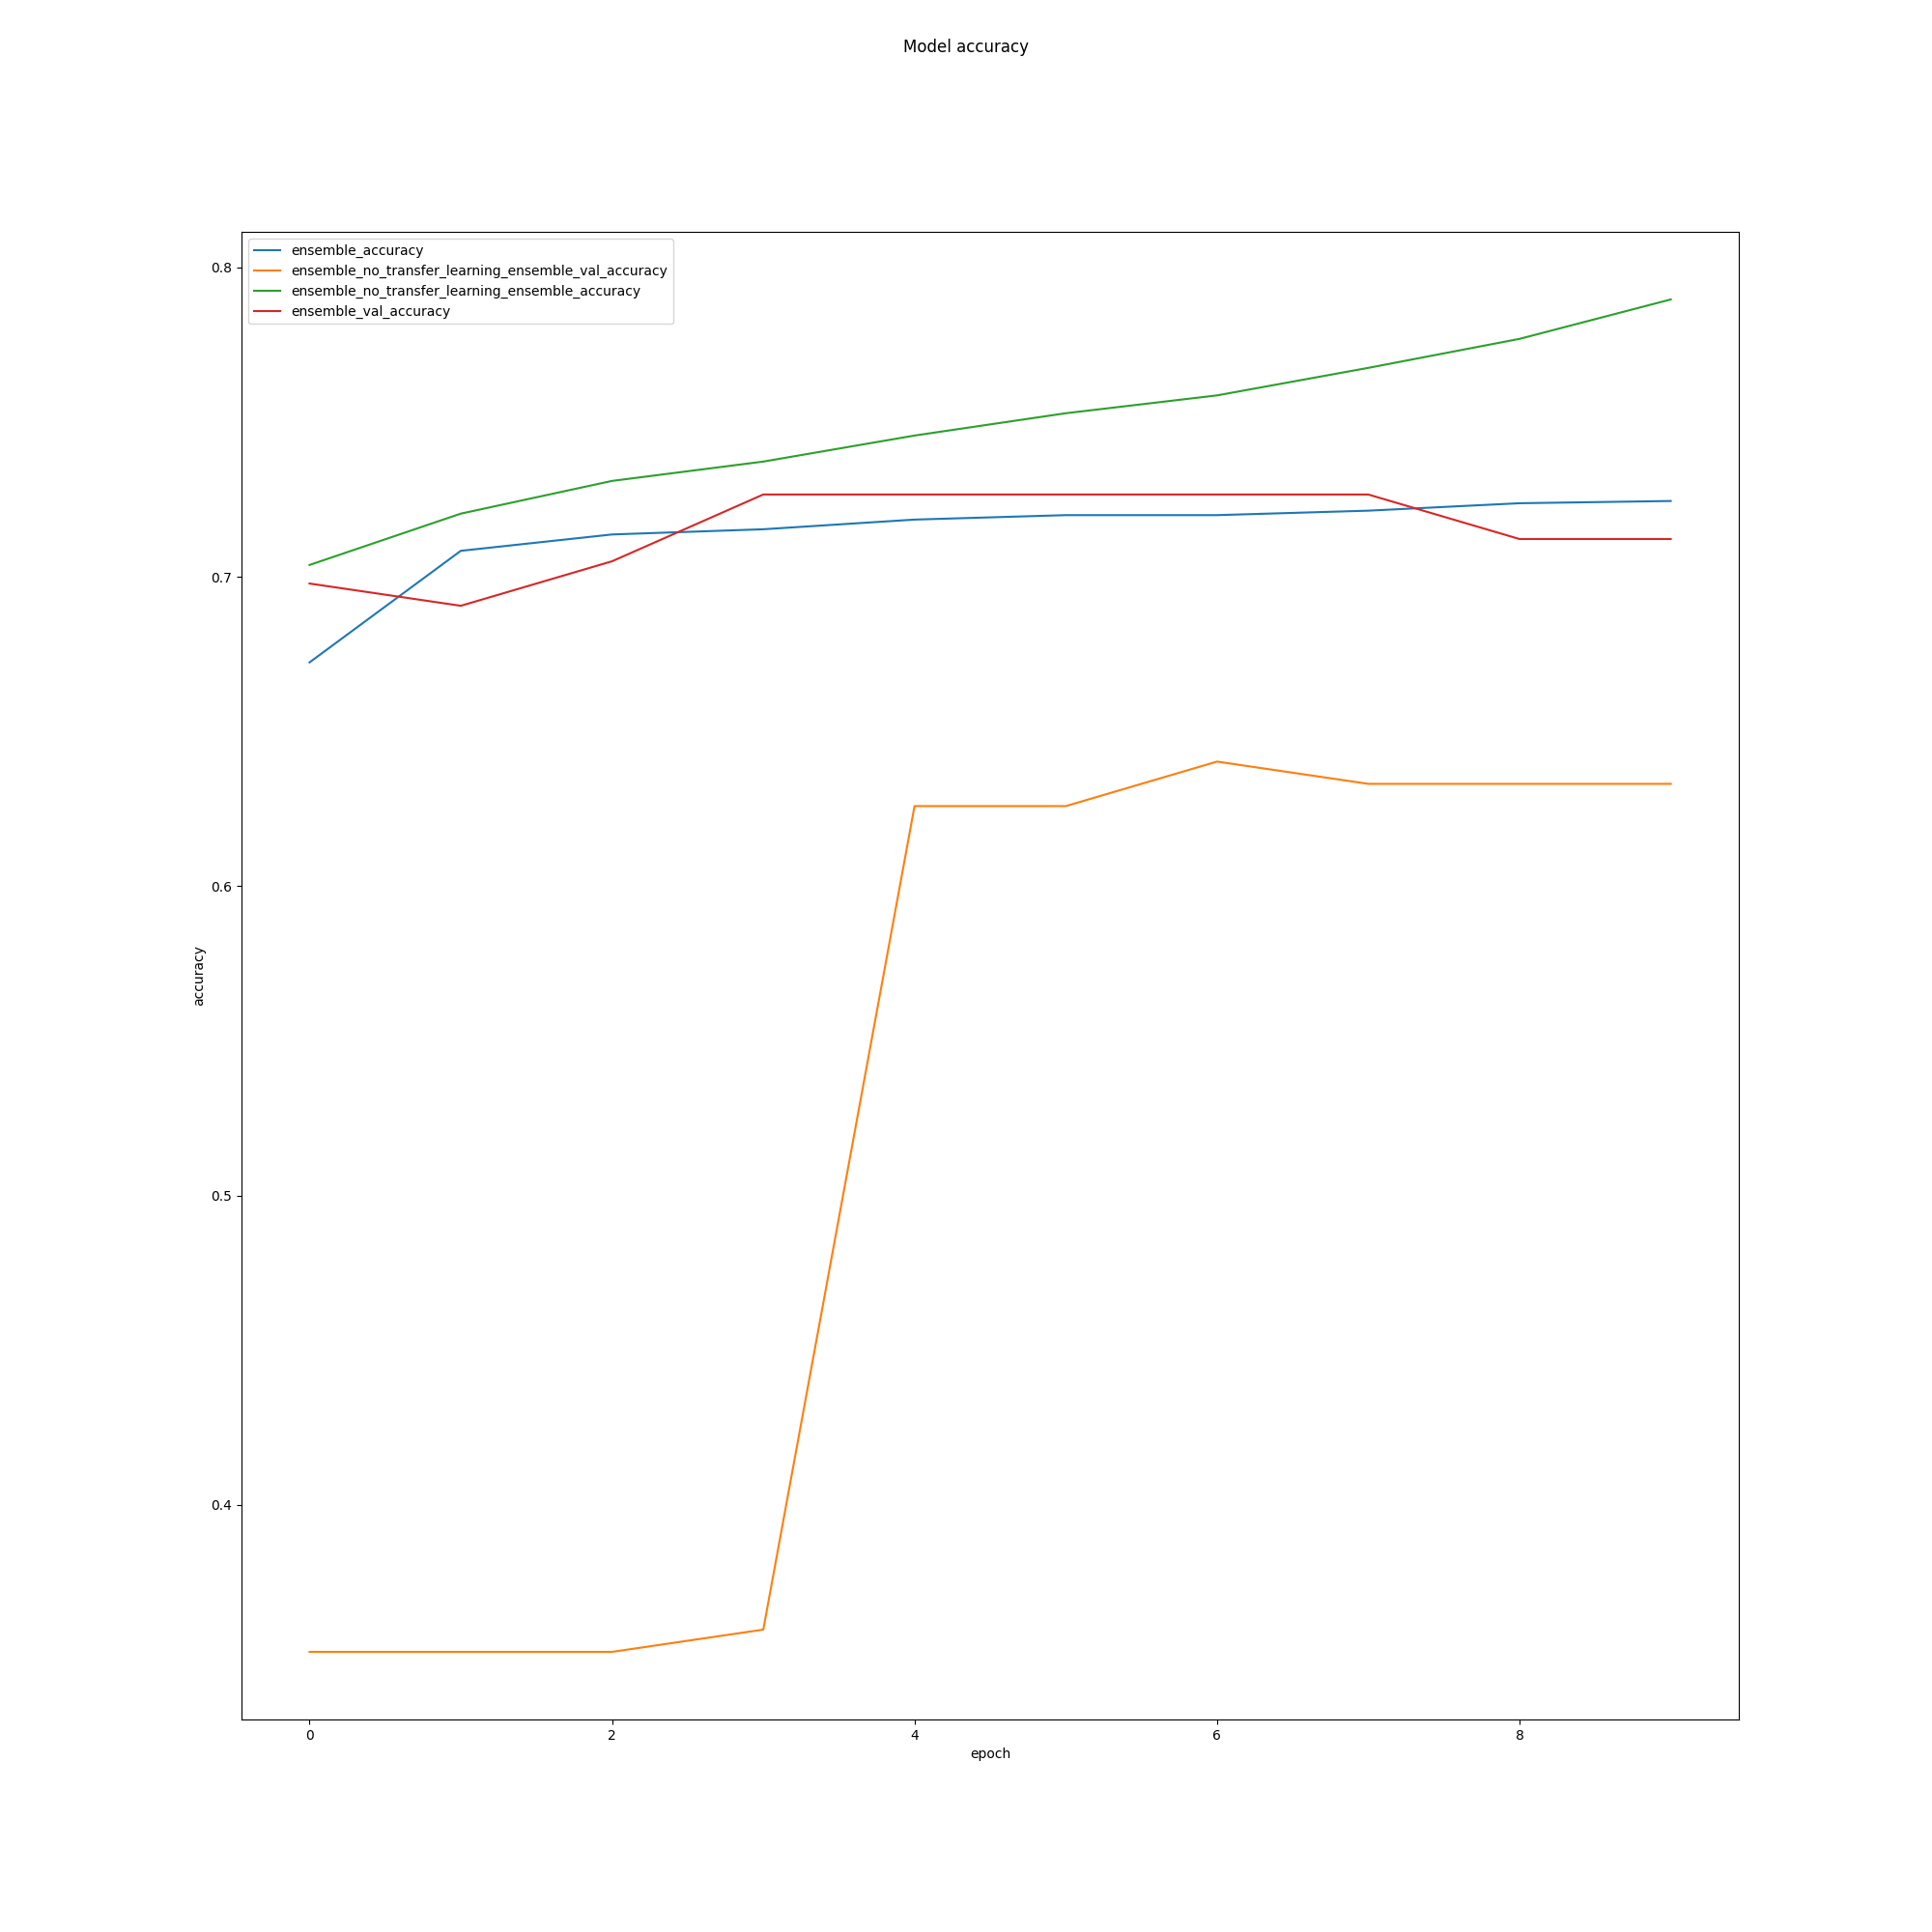 Model accuracy
ensemble_accuracy
ensemble_no_transfer_learning_ensemble_val_accuracy
ensemble_no_transfer_learning_ensemble_accuracy
ensemble_val_accuracy
0.8
0.7
0.6
0.5
0.4
accuracy
0 2 4 6 8
epoch